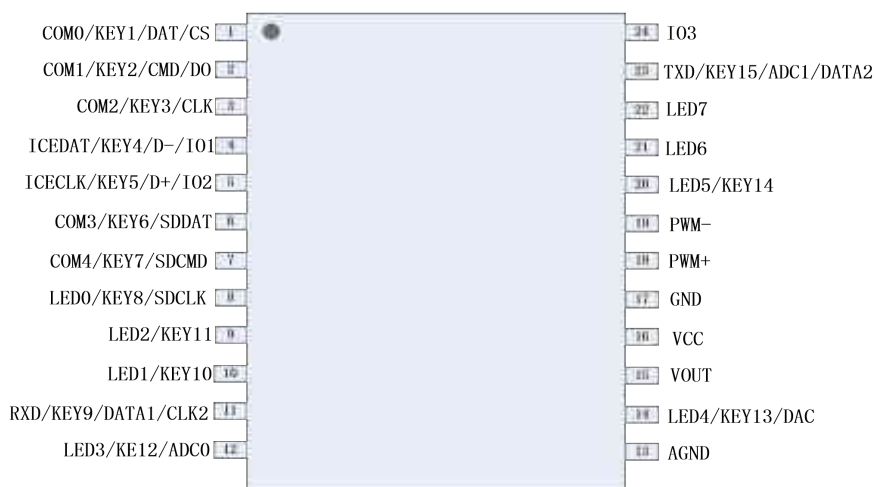 COM0/KEY1/DAT/CS 1
COM1/KEY2/CMD/DO 2
COM2/KEY3/CLK 3
ICEDAT/KEY4/D-/IO1 4
ICECLK/KEY5/D+/IO2 5
COM3/KEY6/SDDAT 6
COM4/KEY7/SDCMD 7
LED0/KEY8/SDCLK 8
LED2/KEY11 9
LED1/KEY10 10
RXD/KEY9/DATA1/CLK2 11
LED3/KE12/ADC0 12
24 IO3
23 TXD/KEY15/ADC1/DATA2
22 LED7
21 LED6
20 LED5/KEY14
19 PWM-
18 PWM+
17 GND
16 VCC
15 VOUT
14 LED4/KEY13/DAC
13 AGND